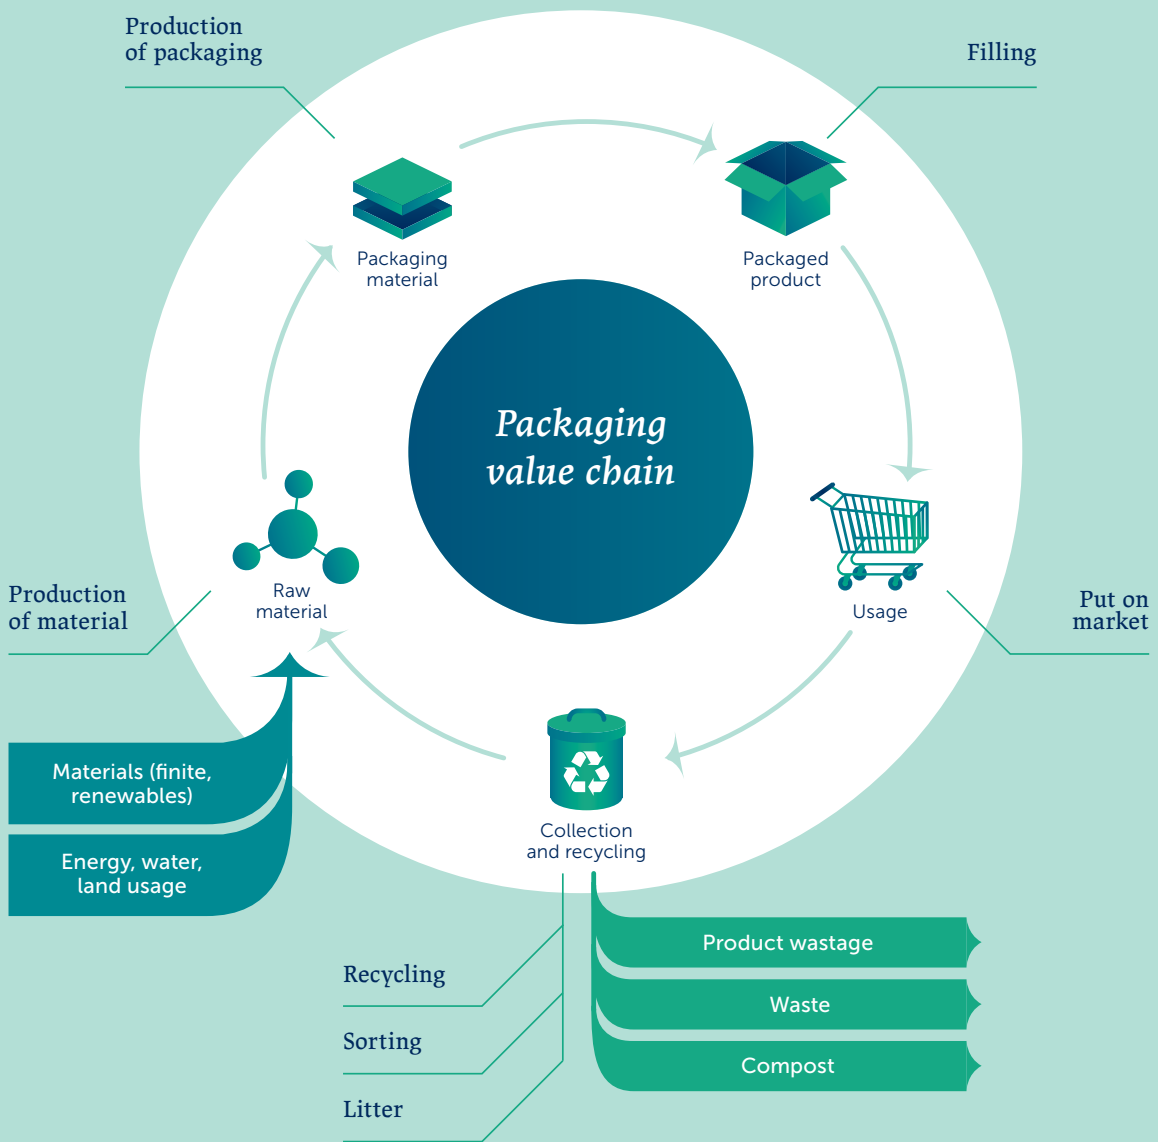 Production
of packaging
Filling
Packaging
material
Packaged
product
Packaging
value chain
Raw
material
Usage
Production
of material
Put on
market
Materials (finite,
renewables)
Energy, water,
land usage
Collection
and recycling
Product wastage
Recycling
Waste
Sorting
Compost
Litter